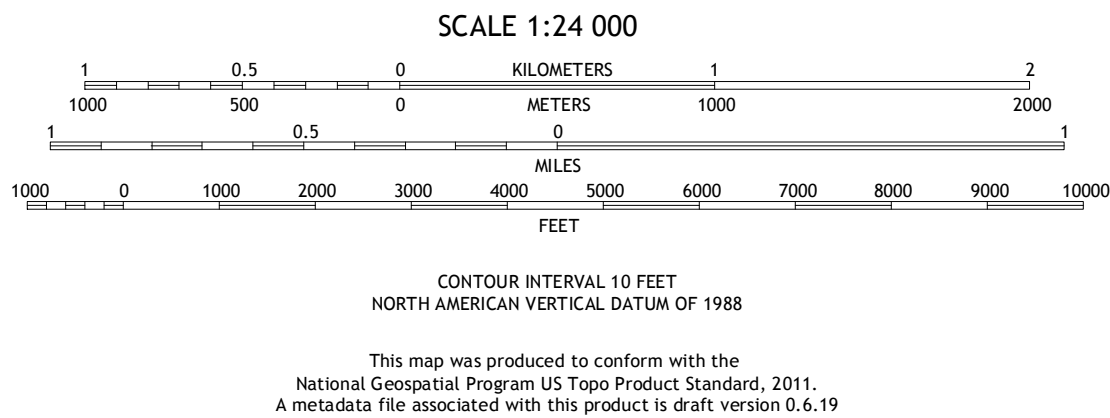 SCALE 1:24 000
1 0.5 0 KILOMETERS 1 2
1000 500 0 METERS 1000 2000
1 0.5 0 1
MILES
1000 0 1000 2000 3000 4000 5000 6000 7000 8000 9000 10000
FEET
CONTOUR INTERVAL 10 FEET
NORTH AMERICAN VERTICAL DATUM OF 1988
This map was produced to conform with the
National Geospatial Program US Topo Product Standard, 2011.
A metadata file associated with this product is draft version 0.6.19